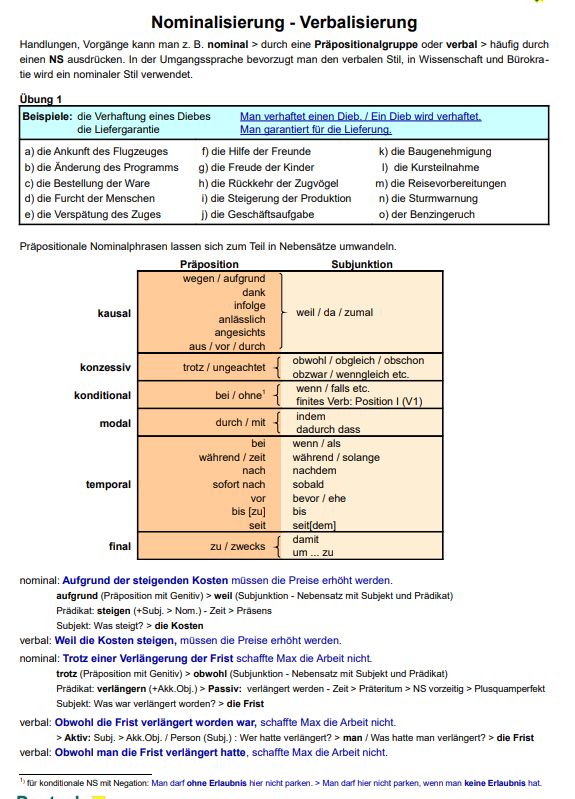 Nominalisierung - Verbalisierung
Handlungen, Vorgänge kann man z. B. nominal > durch eine Präpositionalgruppe oder verbal > häufig durch
einen NS ausdrücken. In der Umgangssprache bevorzugt man den verbalen Stil, in Wissenschaft und Bürokra-
tie wird ein nominaler Stil verwendet.
Übung 1
Beispiele: die Verhaftung eines Diebes Man verhaftet einen Dieb. / Ein Dieb wird verhaftet.
die Liefergarantie Man garantiert für die Lieferung.
a) die Ankunft des Flugzeuges f) die Hilfe der Freunde k) die Baugenehmigung
b) die Änderung des Programms g) die Freude der Kinder l) die Kursteilnahme
c) die Bestellung der Ware h) die Rückkehr der Zugvögel m) die Reisevorbereitungen
d) die Furcht der Menschen i) die Steigerung der Produktion n) die Sturmwarnung
e) die Verspätung des Zuges j) die Geschäftsaufgabe o) der Benzingeruch
Präpositionale Nominalphrasen lassen sich zum Teil in Nebensätze umwandeln.
Präposition Subjunktion
wegen / aufgrund
dank
infolge
kausal anlässlich weil / da / zumal
angesichts
aus / vor / durch
konzessiv trotz / ungeachtet obwohl / obgleich / obschon
obzwar / wenngleich etc.
konditional bei / ohne¹ wenn / falls etc.
finites Verb: Position I (V1)
modal durch / mit indem
dadurch dass
bei wenn / als
während / zeit während / solange
nach nachdem
temporal sofort nach sobald
vor bevor / ehe
bis [zu] bis
seit seit[dem]
final zu / zwecks damit
um ... zu
nominal: Aufgrund der steigenden Kosten müssen die Preise erhöht werden.
aufgrund (Präposition mit Genitiv) > weil (Subjunktion - Nebensatz mit Subjekt und Prädikat)
Prädikat: steigen (+Subj. > Nom.) - Zeit > Präsens
Subjekt: Was steigt? > die Kosten
verbal: Weil die Kosten steigen, müssen die Preise erhöht werden.
nominal: Trotz einer Verlängerung der Frist schaffte Max die Arbeit nicht.
trotz (Präposition mit Genitiv) > obwohl (Subjunktion - Nebensatz mit Subjekt und Prädikat)
Prädikat: verlängern (+Akk.Obj.) > Passiv: verlängert werden - Zeit > Präteritum > NS vorzeitig > Plusquamperfekt
Subjekt: Was war verlängert worden? > die Frist
verbal: Obwohl die Frist verlängert worden war, schaffte Max die Arbeit nicht.
> Aktiv: Subj. > Akk.Obj. / Person (Subj.) : Wer hatte verlängert? > man / Was hatte man verlängert? > die Frist
verbal: Obwohl man die Frist verlängert hatte, schaffte Max die Arbeit nicht.
¹⁾ für konditionale NS mit Negation: Man darf ohne Erlaubnis hier nicht parken. > Man darf hier nicht parken, wenn man keine Erlaubnis hat.